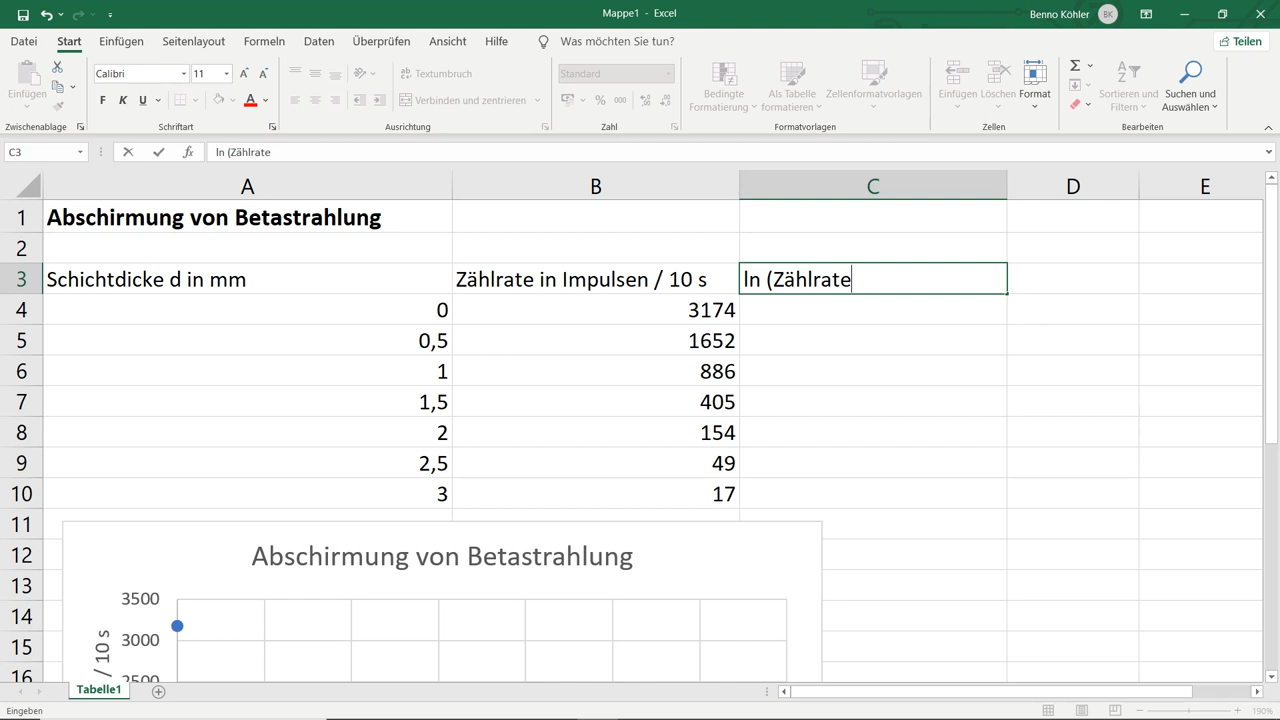 Mappe1 - Excel
Benno Köhler BK
Datei Start Einfügen Seitenlayout Formeln Daten Überprüfen Ansicht Hilfe Was möchten Sie tun? Teilen
Einfügen
Calibri 11
F K U A
Textumbruch
Verbinden und zentrieren
Standard
% 000
Bedingte Formatierung
Als Tabelle formatieren
Zellenformatvorlagen
Einfügen Löschen Format
Sortieren und Filtern
Suchen und Auswählen
Zwischenablage Schriftart Ausrichtung Zahl Formatvorlagen Zellen Bearbeiten
C3 fx ln (Zählrate
A B C D E
1 Abschirmung von Betastrahlung
2
3 Schichtdicke d in mm Zählrate in Impulsen / 10 s ln (Zählrate
4 0 3174
5 0,5 1652
6 1 886
7 1,5 405
8 2 154
9 2,5 49
10 3 17
11
12 Abschirmung von Betastrahlung
13
14 3500
15 3000
16 2500
/ 10 s
Tabelle1
Eingeben 190%